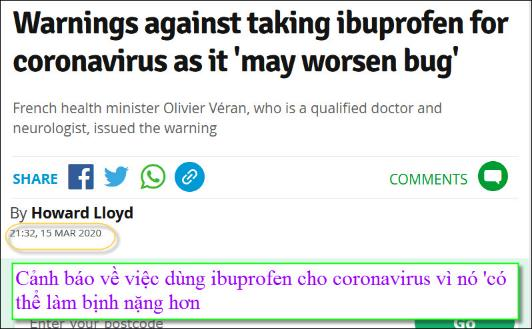 Warnings against taking ibuprofen for
coronavirus as it 'may worsen bug'
French health minister Olivier Véran, who is a qualified doctor and
neurologist, issued the warning
SHARE
COMMENTS
By Howard Lloyd
21:32, 15 MAR 2020
Cảnh báo về việc dùng ibuprofen cho coronavirus vì nó 'có
thể làm bịnh nặng hơn
Enter your postcode
Go